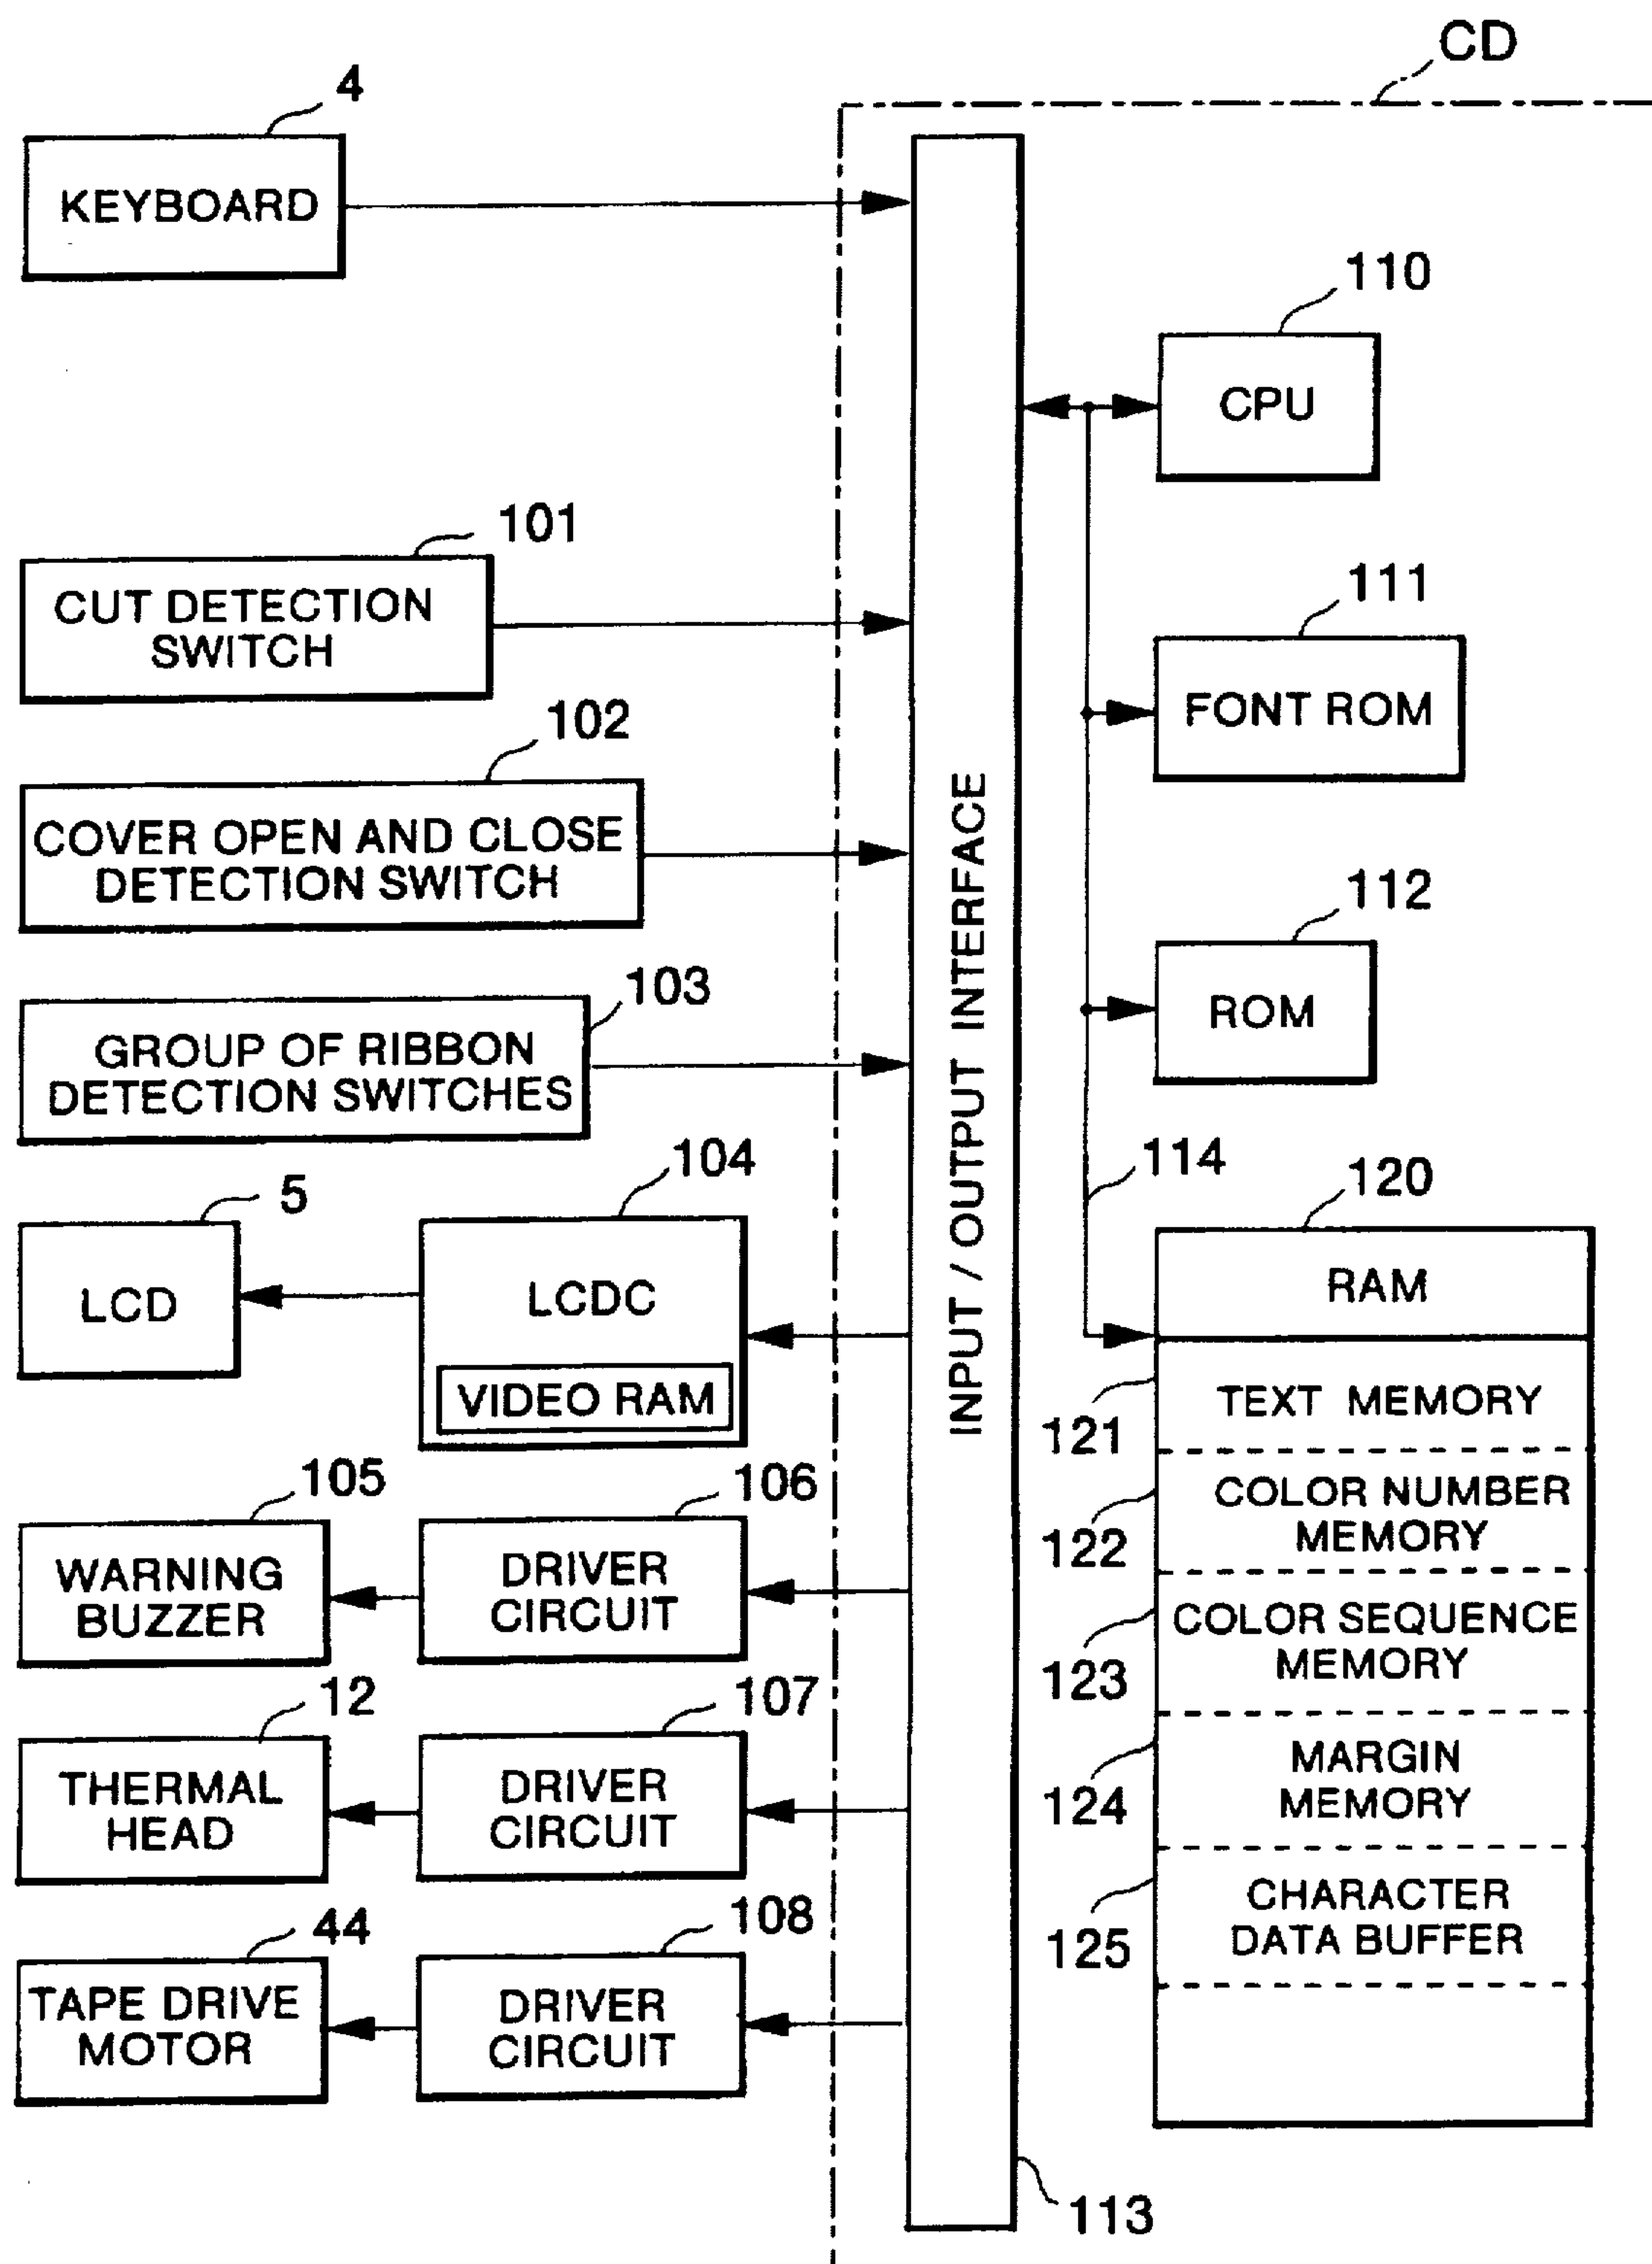 CD
4
KEYBOARD
110
CPU
101
CUT DETECTION
SWITCH
111
FONT ROM
102
COVER OPEN AND CLOSE
DETECTION SWITCH
112
ROM
103
GROUP OF RIBBON
DETECTION SWITCHES
INPUT / OUTPUT INTERFACE
114
5
LCD
104
LCDC
VIDEO RAM
120
RAM
121
TEXT MEMORY
122
COLOR NUMBER
MEMORY
123
COLOR SEQUENCE
MEMORY
124
MARGIN
MEMORY
125
CHARACTER
DATA BUFFER
105
WARNING
BUZZER
106
DRIVER
CIRCUIT
12
THERMAL
HEAD
107
DRIVER
CIRCUIT
44
TAPE DRIVE
MOTOR
108
DRIVER
CIRCUIT
113